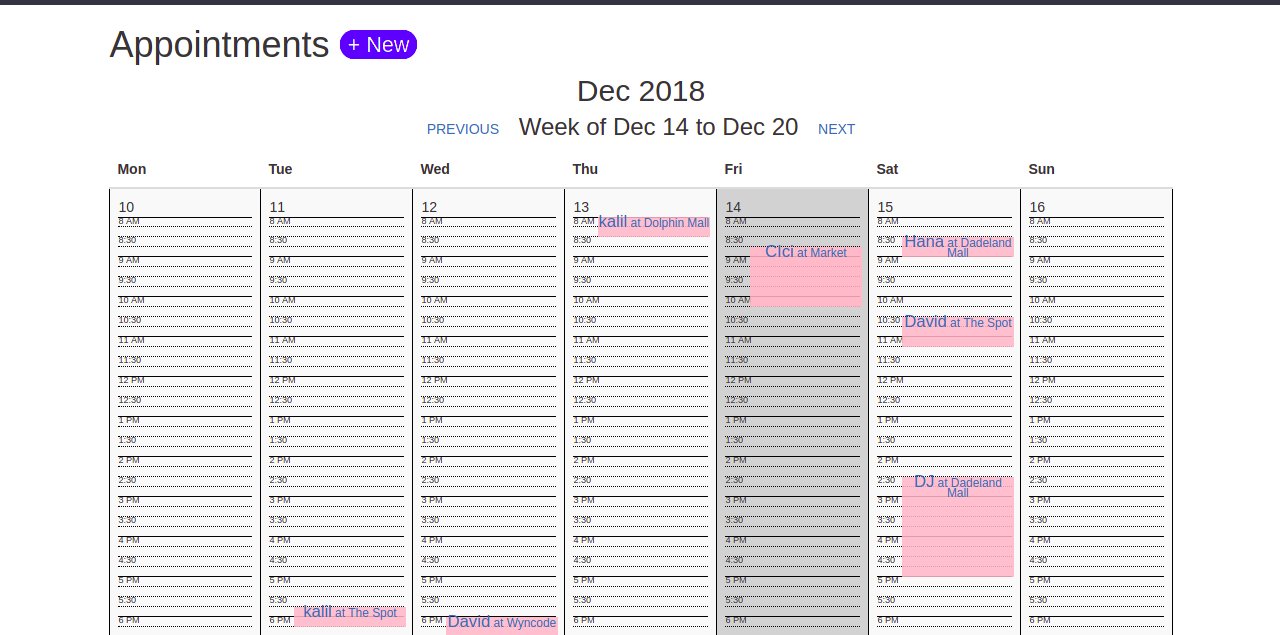 Appointments + New
Dec 2018
PREVIOUS Week of Dec 14 to Dec 20 NEXT
Mon Tue Wed Thu Fri Sat Sun
10 11 12 13 14 15 16
8 AM 8 AM 8 AM 8 AM kalil at Dolphin Mall 8 AM 8 AM 8 AM
8:30 8:30 8:30 8:30 8:30 8:30 Hana at Dadeland Mall 8:30
9 AM 9 AM 9 AM 9 AM CIci at Market 9 AM 9 AM 9 AM
9:30 9:30 9:30 9:30 9:30 9:30 9:30
10 AM 10 AM 10 AM 10 AM 10 AM 10 AM 10 AM
10:30 10:30 10:30 10:30 10:30 10:30 David at The Spot 10:30
11 AM 11 AM 11 AM 11 AM 11 AM 11 AM 11 AM
11:30 11:30 11:30 11:30 11:30 11:30 11:30
12 PM 12 PM 12 PM 12 PM 12 PM 12 PM 12 PM
12:30 12:30 12:30 12:30 12:30 12:30 12:30
1 PM 1 PM 1 PM 1 PM 1 PM 1 PM 1 PM
1:30 1:30 1:30 1:30 1:30 1:30 1:30
2 PM 2 PM 2 PM 2 PM 2 PM 2 PM 2 PM
2:30 2:30 2:30 2:30 2:30 2:30 DJ at Dadeland Mall 2:30
3 PM 3 PM 3 PM 3 PM 3 PM 3 PM 3 PM
3:30 3:30 3:30 3:30 3:30 3:30 3:30
4 PM 4 PM 4 PM 4 PM 4 PM 4 PM 4 PM
4:30 4:30 4:30 4:30 4:30 4:30 4:30
5 PM 5 PM 5 PM 5 PM 5 PM 5 PM 5 PM
5:30 5:30 5:30 5:30 5:30 5:30 5:30
6 PM 6 PM kalil at The Spot 6 PM David at Wyncode 6 PM 6 PM 6 PM 6 PM